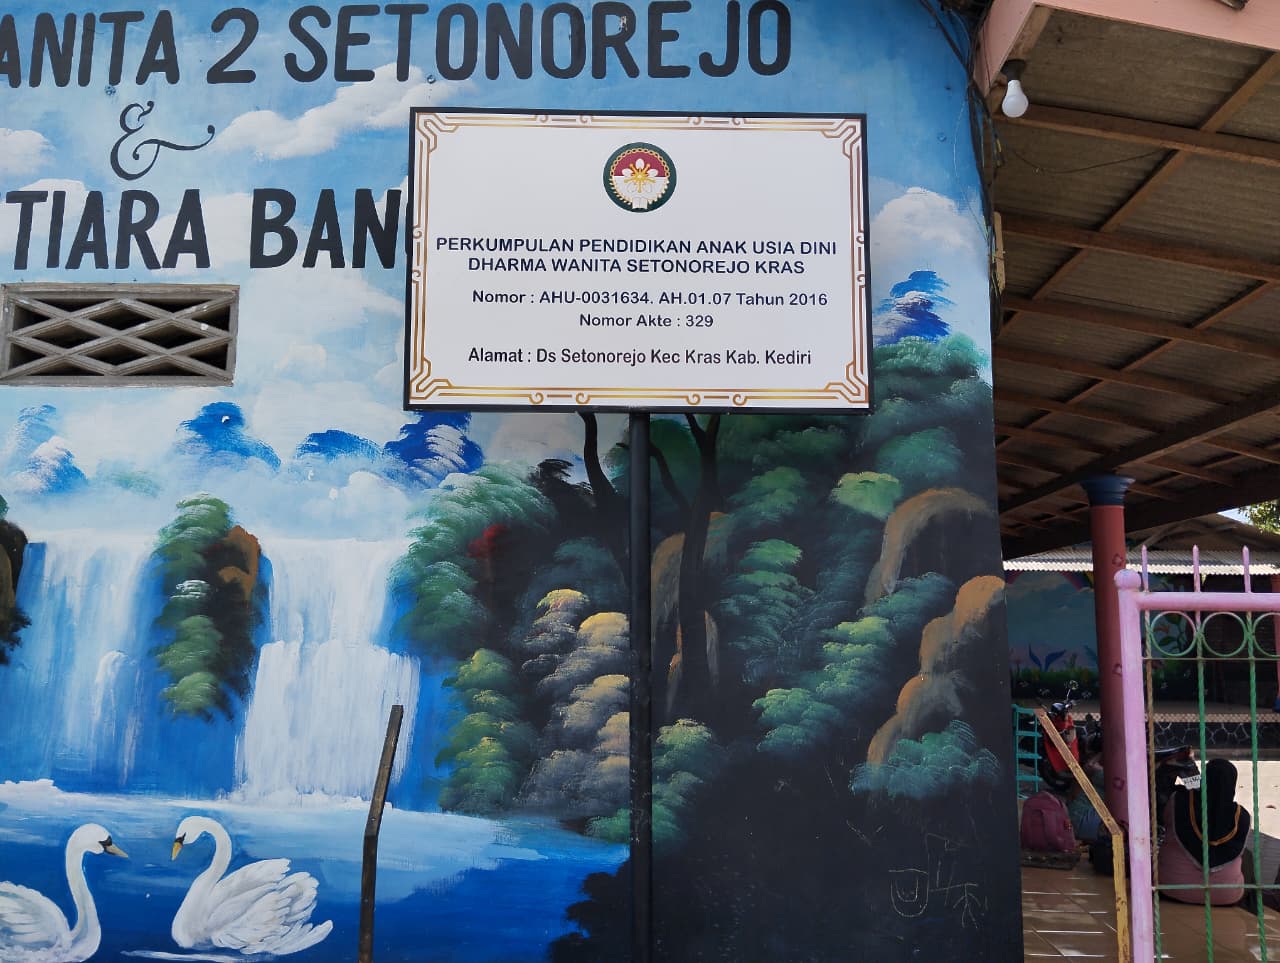 ANITA 2 SETONOREJO
&
TIARA BAN
PERKUMPULAN PENDIDIKAN ANAK USIA DINI
DHARMA WANITA SETONOREJO KRAS
Nomor : AHU-0031634. AH.01.07 Tahun 2016
Nomor Akte : 329
Alamat : Ds Setonorejo Kec Kras Kab. Kediri